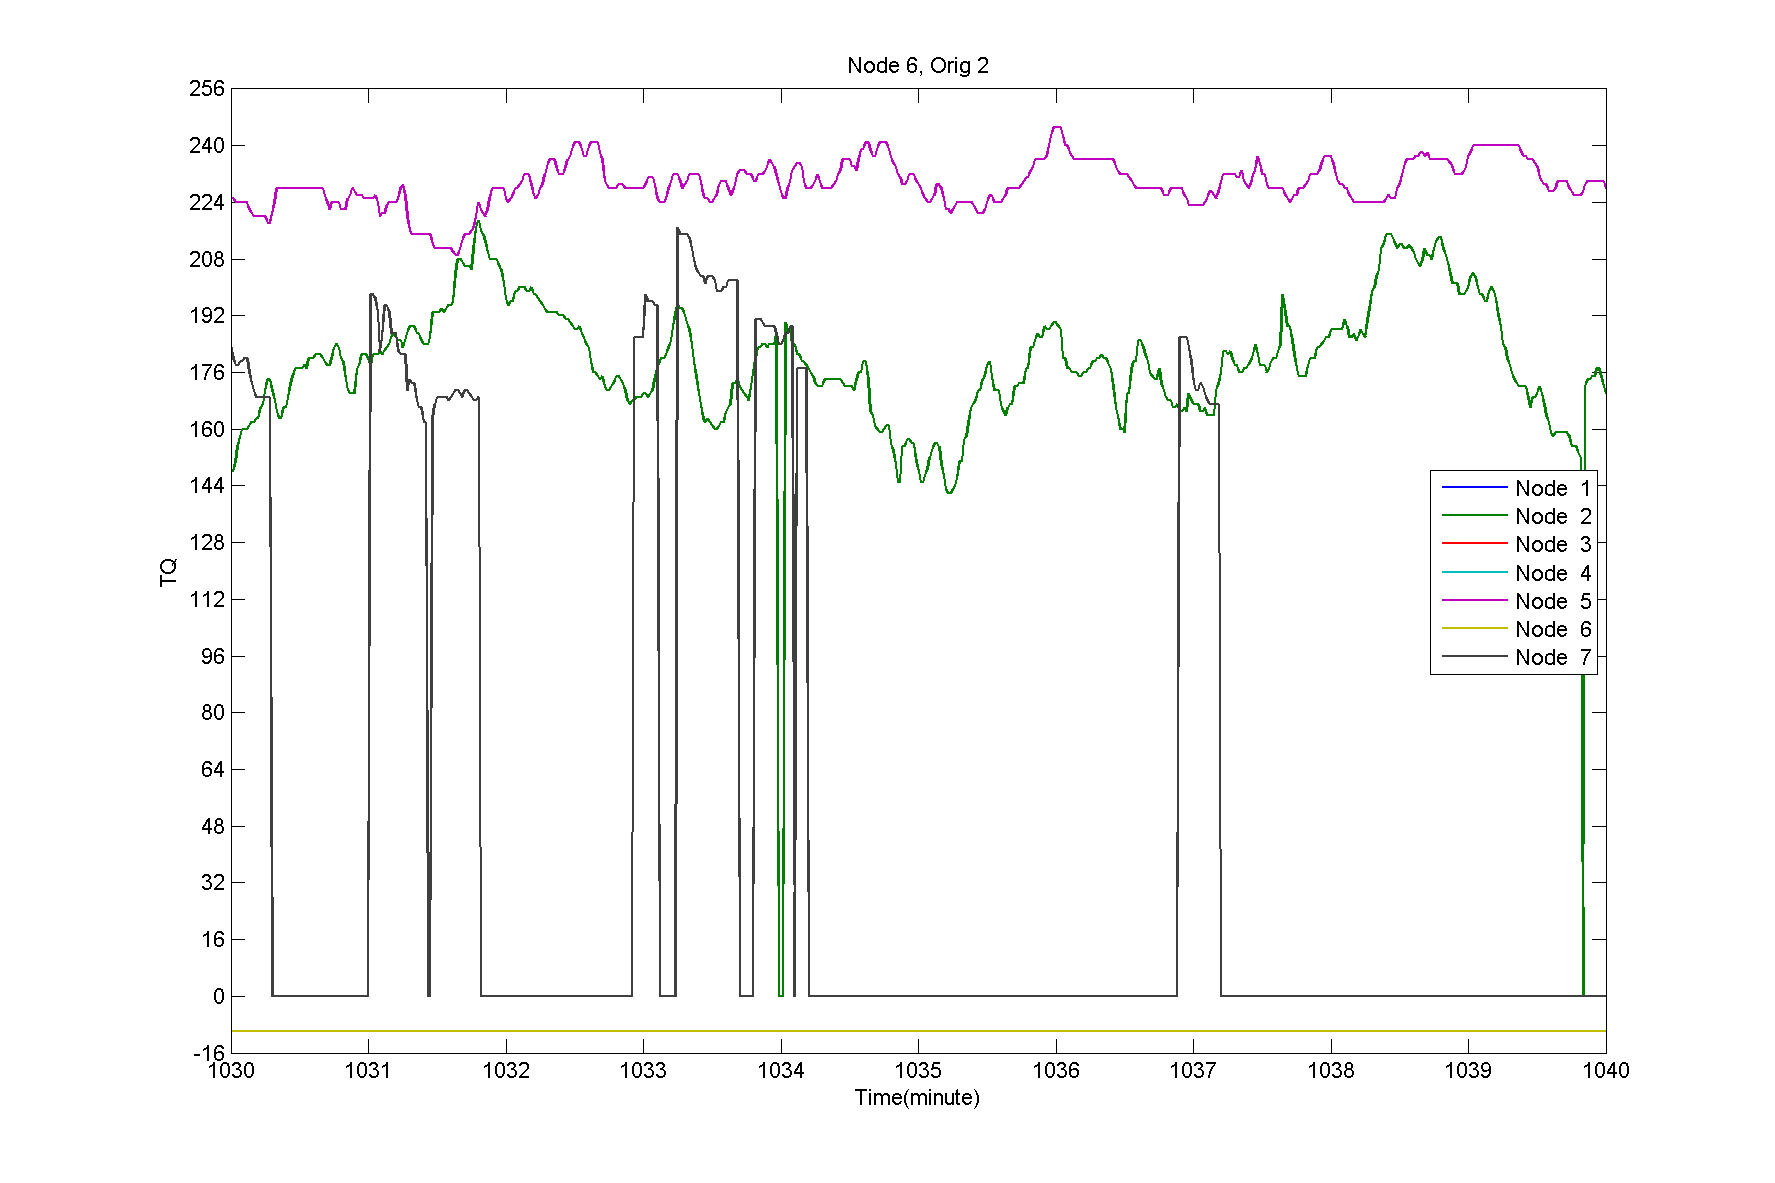 Node 6, Orig 2
256
240
224
208
192
176
160
144
128
112
96
80
64
48
32
16
0
-16
TQ
Node 1
Node 2
Node 3
Node 4
Node 5
Node 6
Node 7
1030 1031 1032 1033 1034 1035 1036 1037 1038 1039 1040
Time(minute)